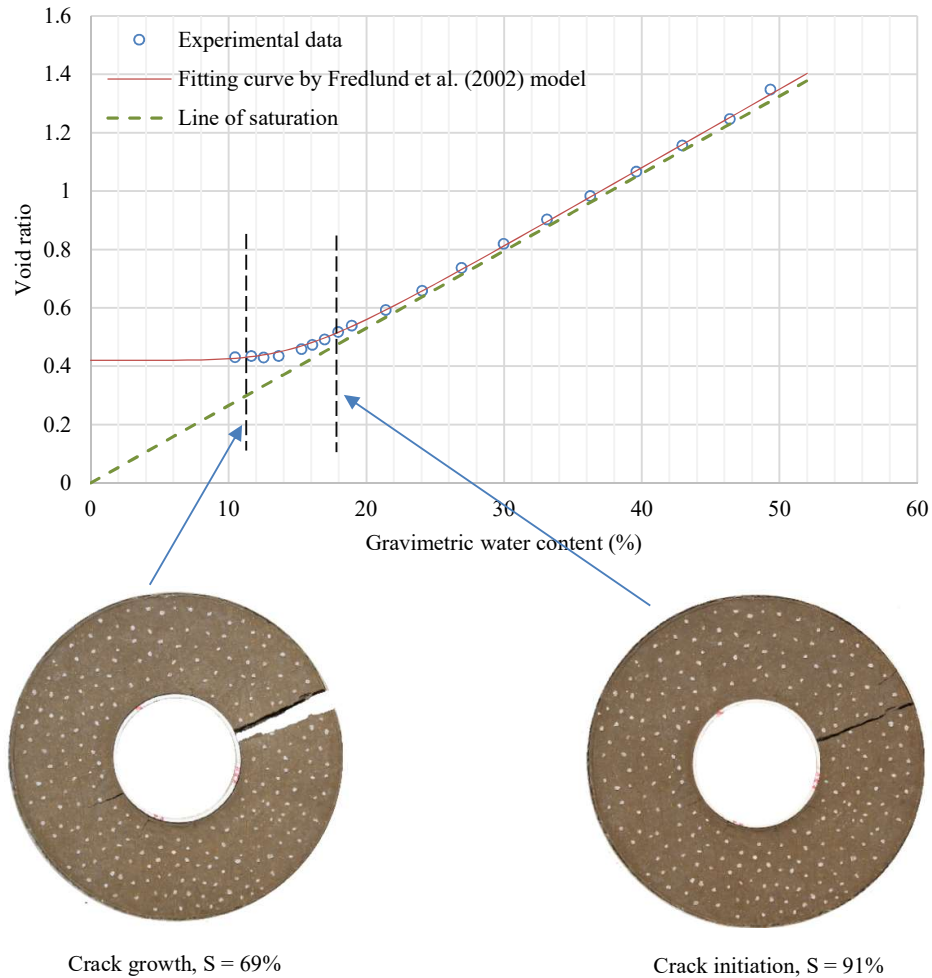 1.6
1.4
1.2
1
0.8
0.6
0.4
0.2
0
Void ratio
Experimental data
Fitting curve by Fredlund et al. (2002) model
Line of saturation
0 10 20 30 40 50 60
Gravimetric water content (%)
Crack growth, S = 69%
Crack initiation, S = 91%